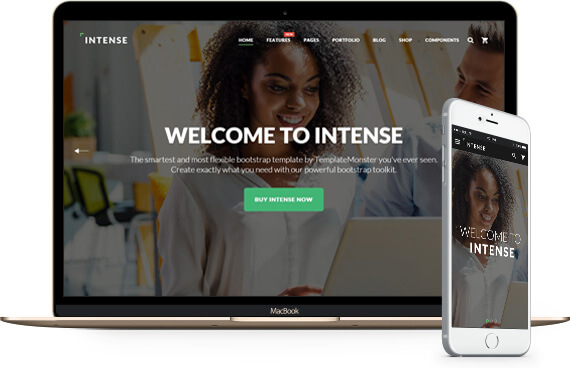 INTENSE
HOME FEATURES PAGES PORTFOLIO BLOG SHOP COMPONENTS
NEW
WELCOME TO INTENSE
The smartest and most flexible bootstrap template by TemplateMonster you've ever seen.
Create exactly what you need with our powerful bootstrap toolkit.
BUY INTENSE NOW
MacBook
INTENSE
WELCOME TO
INTENSE